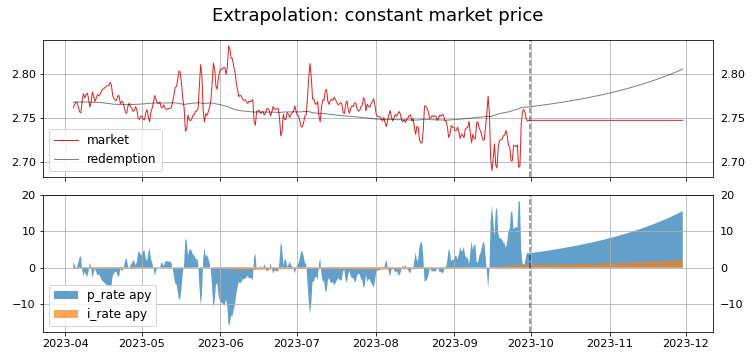 Extrapolation: constant market price
2.80
2.75
2.70
2.80
2.75
2.70
market
redemption
20
10
0
−10
20
10
0
−10
p_rate apy
i_rate apy
2023-04 2023-05 2023-06 2023-07 2023-08 2023-09 2023-10 2023-11 2023-12